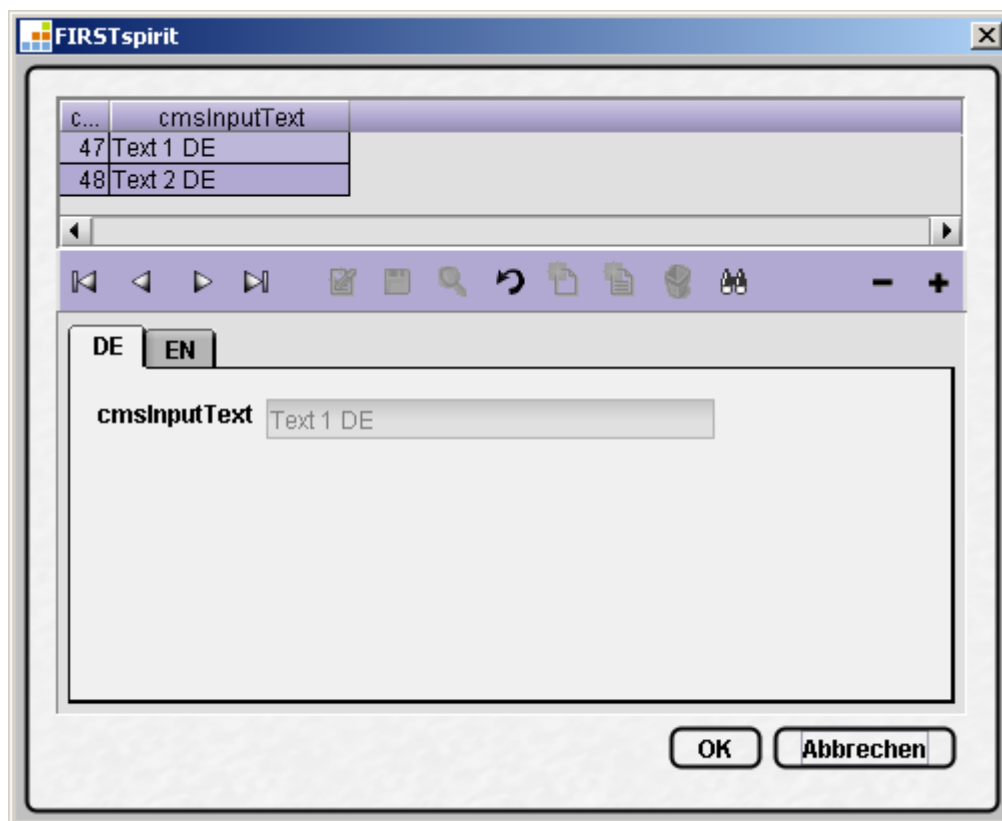 FIRSTspirit
c... cmsInputText
47 Text 1 DE
48 Text 2 DE
DE EN
cmsInputText Text 1 DE
OK Abbrechen